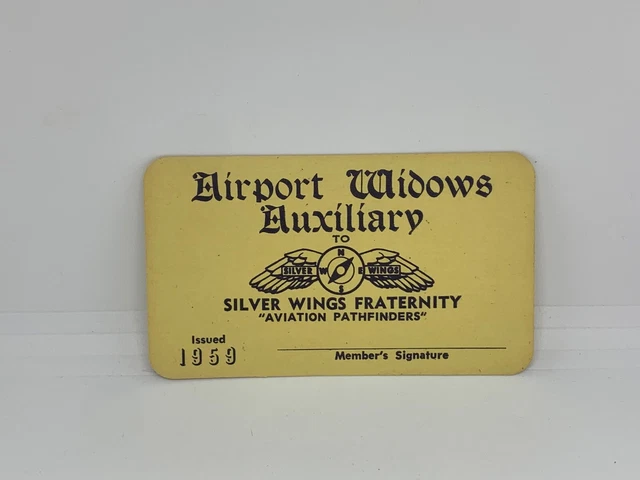 Airport Widows
Auxiliary
TO
N
SILVER W E WINGS
S
SILVER WINGS FRATERNITY
"AVIATION PATHFINDERS"
Issued
1959
Member's Signature